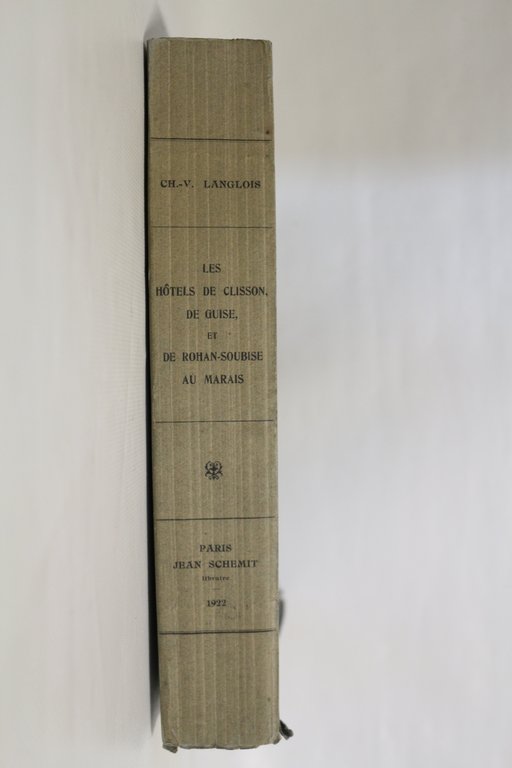 CH.-V. LANGLOIS
LES
HÔTELS DE CLISSON,
DE GUISE,
ET
DE ROHAN-SOUBISE
AU MARAIS
PARIS
JEAN SCHEMIT
libraire
1922